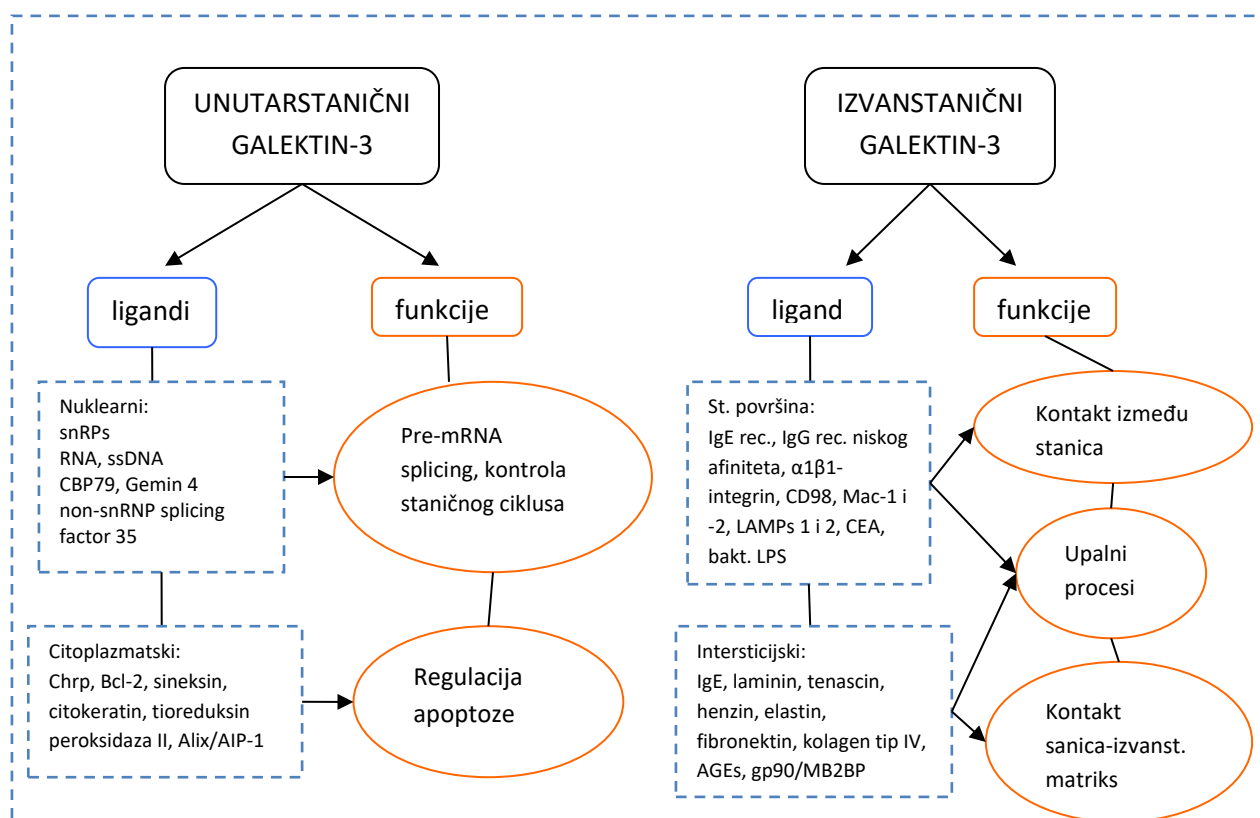 UNUTARSTANIČNI
GALEKTIN-3
ligandi
funkcije
Nuklearni:
snRPs
RNA, ssDNA
CBP79, Gemin 4
non-snRNP splicing
factor 35
Pre-mRNA
splicing, kontrola
staničnog ciklusa
Citoplazmatski:
Chrp, Bcl-2, sineksin,
citokeratin, tioreduksin
peroksidaza II, Alix/AIP-1
Regulacija
apoptoze
IZVANSTANIČNI
GALEKTIN-3
ligand
funkcije
St. površina:
IgE rec., IgG rec. niskog
afiniteta, α1β1-
integrin, CD98, Mac-1 i
-2, LAMPs 1 i 2, CEA,
bakt. LPS
Kontakt između
stanica
Upalni
procesi
Intersticijski:
IgE, laminin, tenascin,
henzin, elastin,
fibronektin, kolagen tip IV,
AGEs, gp90/MB2BP
Kontakt
sanica-izvanst.
matriks